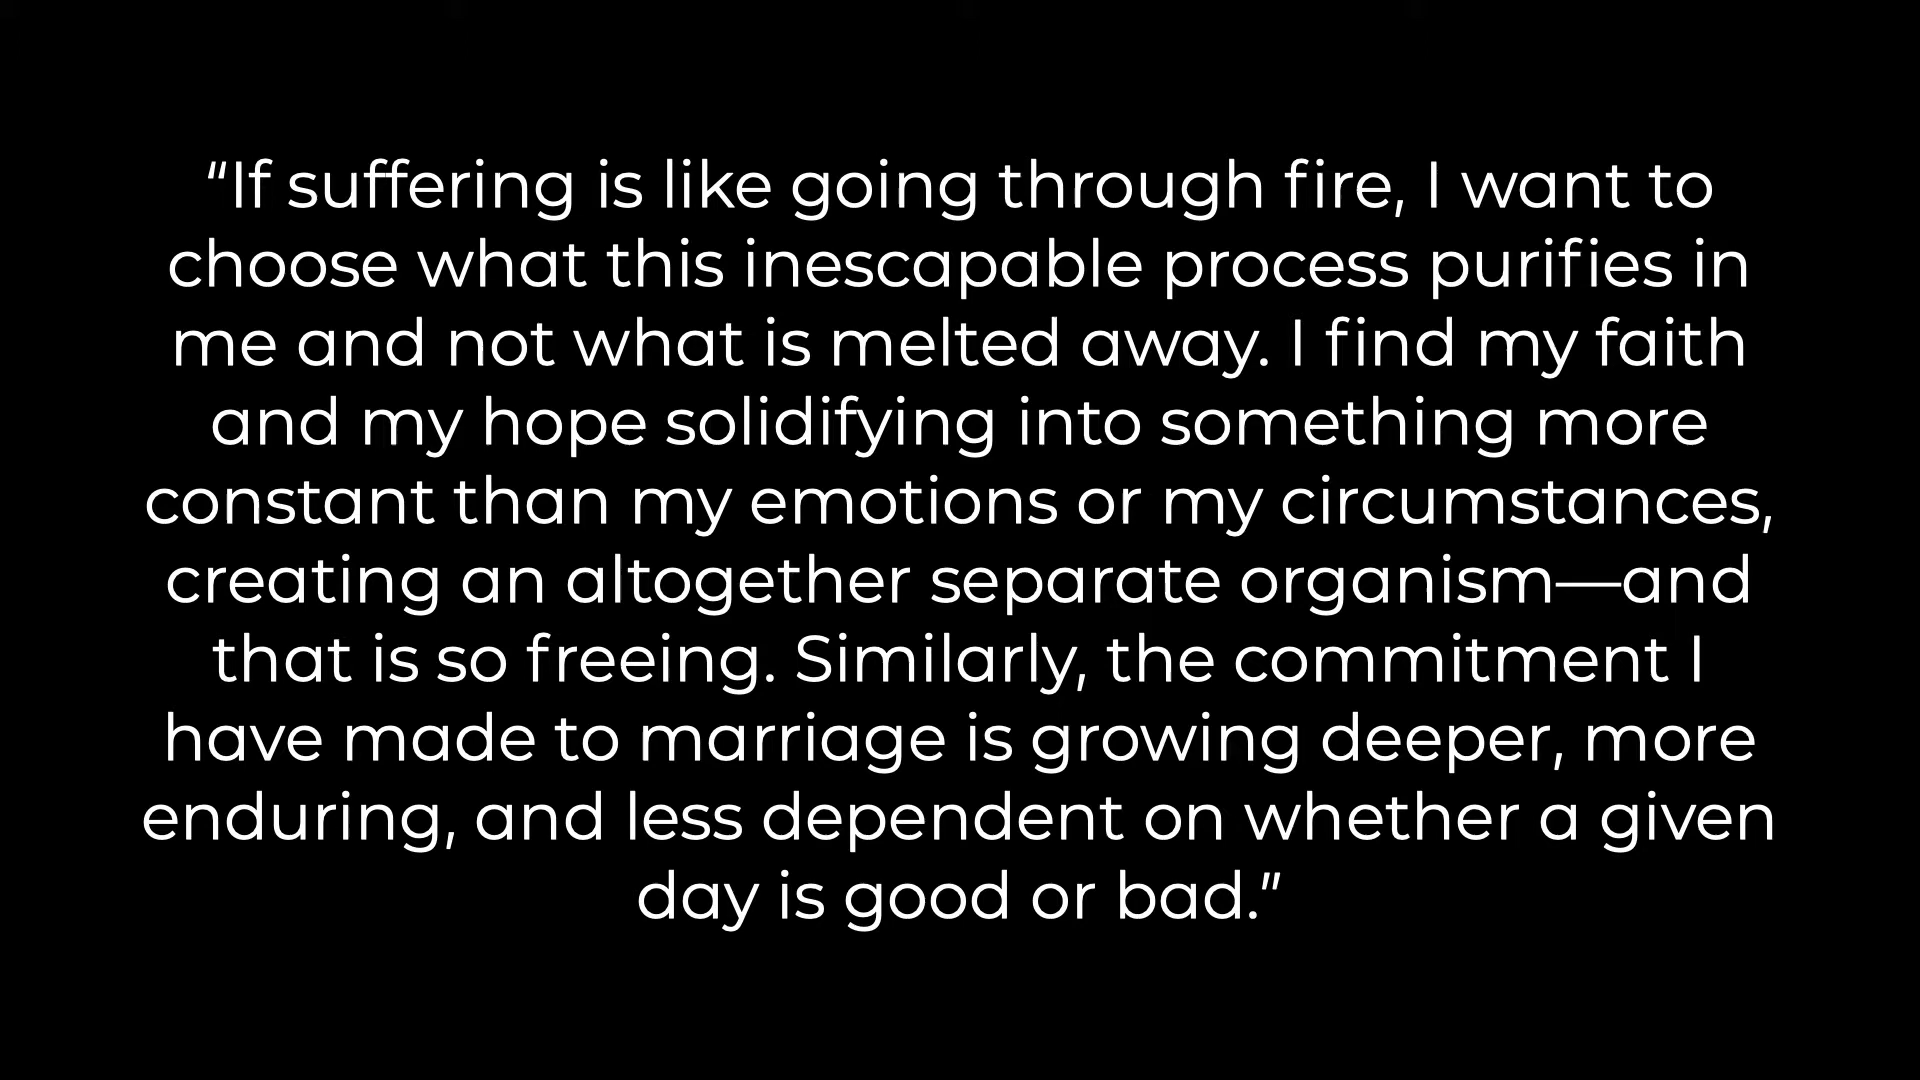 “If suffering is like going through fire, I want to
choose what this inescapable process purifies in
me and not what is melted away. I find my faith
and my hope solidifying into something more
constant than my emotions or my circumstances,
creating an altogether separate organism—and
that is so freeing. Similarly, the commitment I
have made to marriage is growing deeper, more
enduring, and less dependent on whether a given
day is good or bad.”